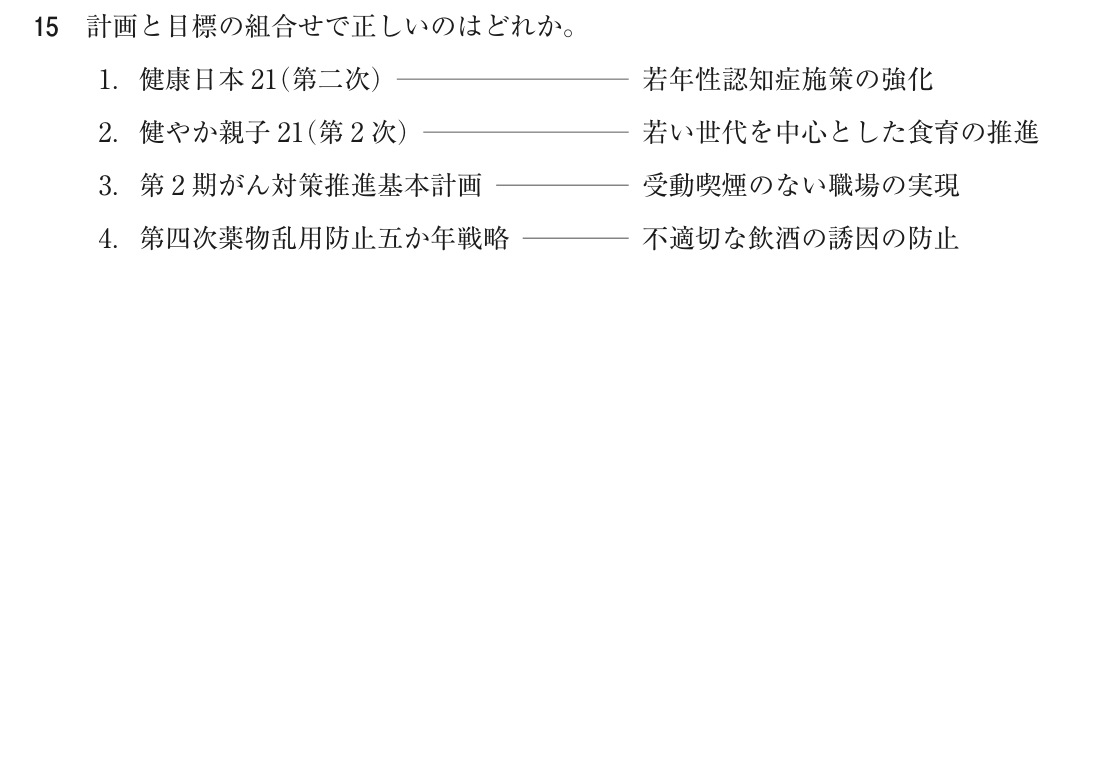 15 計画と目標の組合せで正しいのはどれか。
1. 健康日本 21(第二次) ――――― 若年性認知症施策の強化
2. 健やか親子 21(第 2 次) ――――― 若い世代を中心とした食育の推進
3. 第 2 期がん対策推進基本計画 ――――― 受動喫煙のない職場の実現
4. 第四次薬物乱用防止五か年戦略 ――――― 不適切な飲酒の誘因の防止